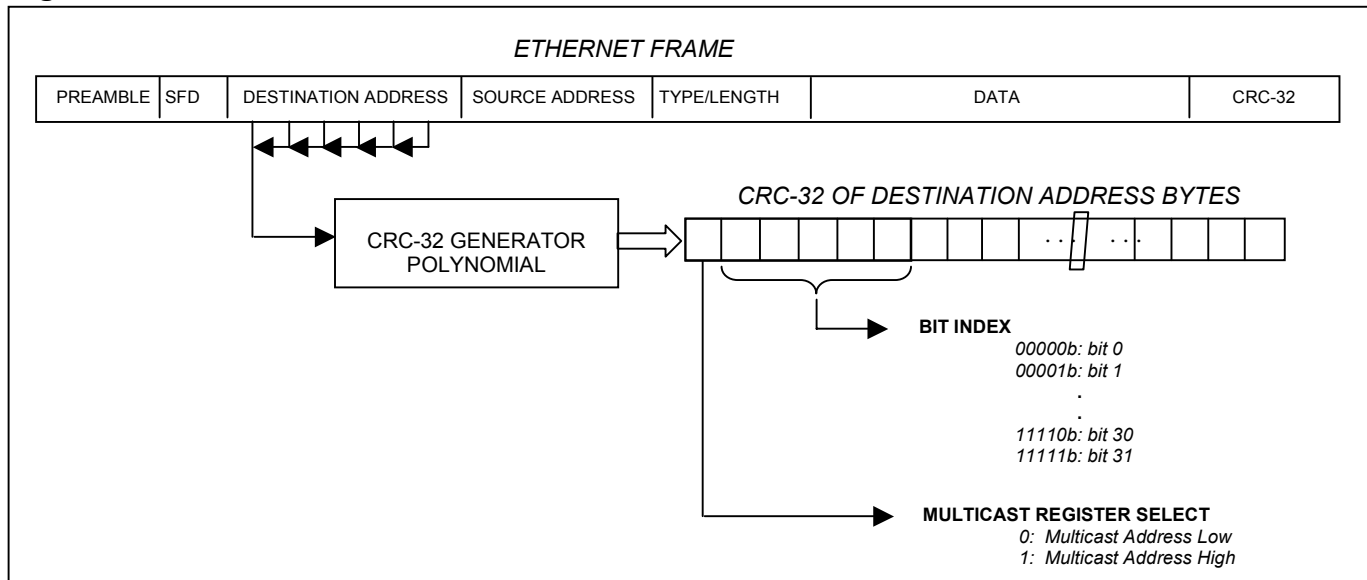 ETHERNET FRAME
PREAMBLE SFD DESTINATION ADDRESS SOURCE ADDRESS TYPE/LENGTH DATA CRC-32
CRC-32 OF DESTINATION ADDRESS BYTES
CRC-32 GENERATOR
POLYNOMIAL
. . . . . .
BIT INDEX
00000b: bit 0
00001b: bit 1
.
.
11110b: bit 30
11111b: bit 31
MULTICAST REGISTER SELECT
0: Multicast Address Low
1: Multicast Address High